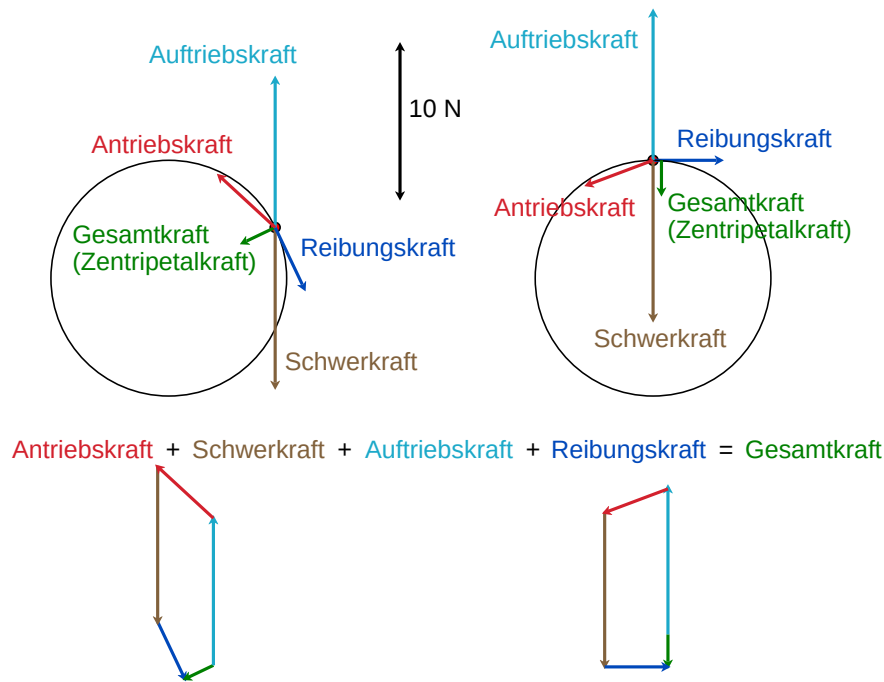 Auftriebskraft
10 N
Antriebskraft
Gesamtkraft
(Zentripetalkraft)
Reibungskraft
Schwerkraft
Auftriebskraft
Reibungskraft
Antriebskraft
Gesamtkraft
(Zentripetalkraft)
Schwerkraft
Antriebskraft + Schwerkraft + Auftriebskraft + Reibungskraft = Gesamtkraft